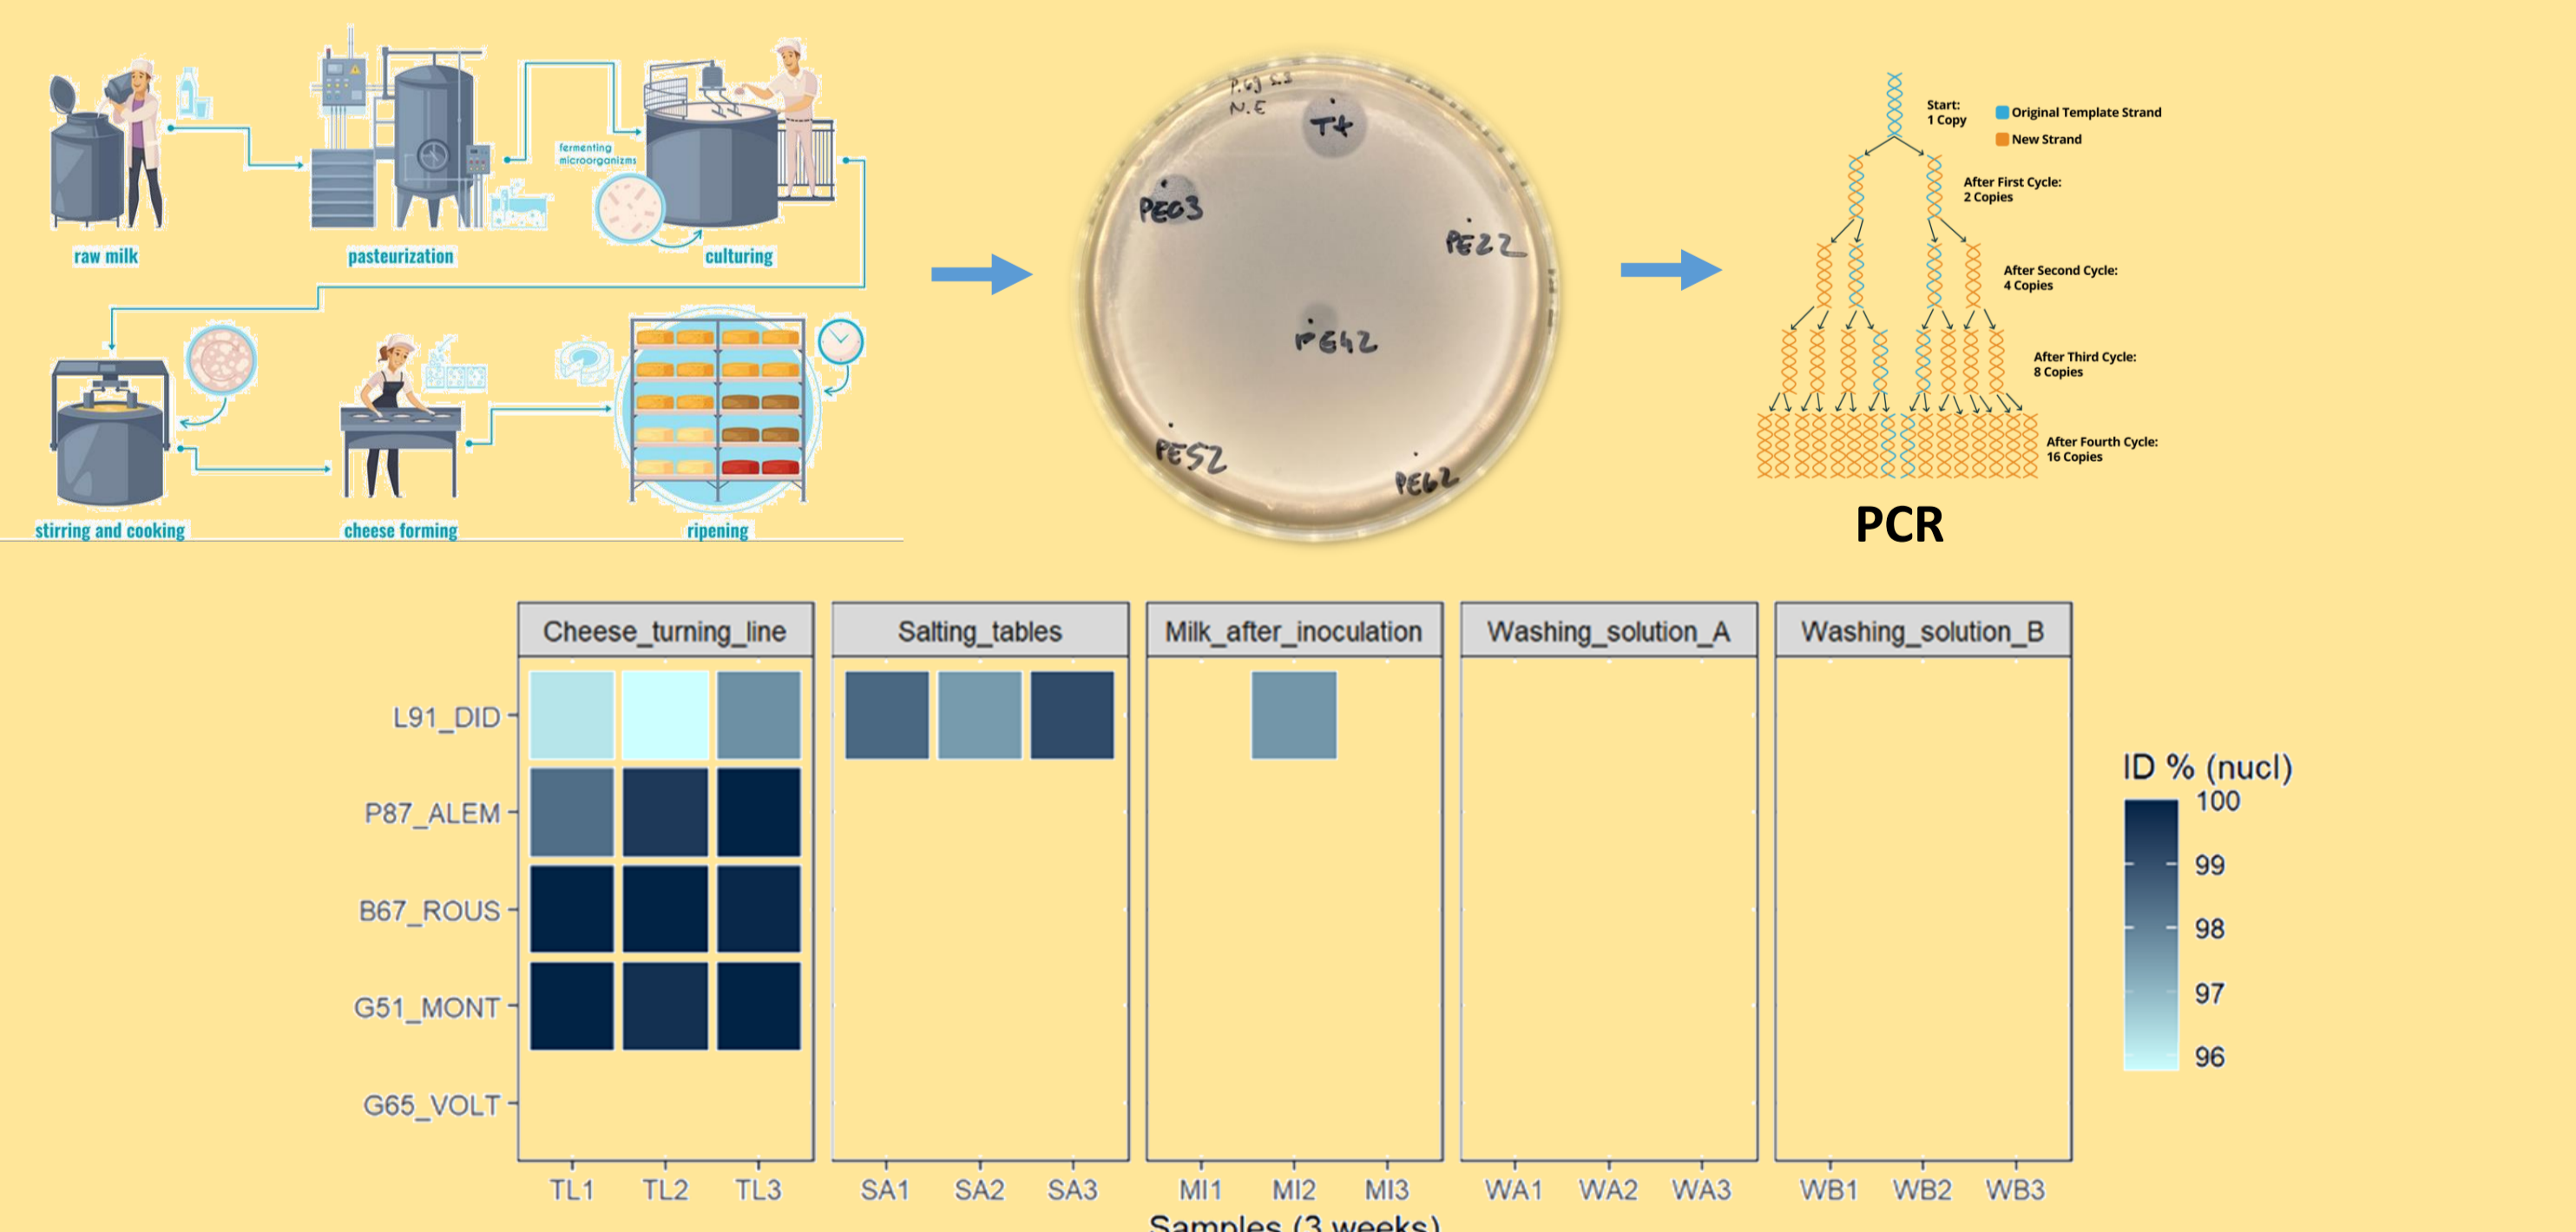 fermenting
microorganizms
raw milk
pasteurization
culturing
stirring and cooking
cheese forming
ripening
N.E
T+
PE03
PE22
PE42
PE52
PE62
Start:
1 Copy
Original Template Strand
New Strand
After First Cycle:
2 Copies
After Second Cycle:
4 Copies
After Third Cycle:
8 Copies
After Fourth Cycle:
16 Copies
PCR
Cheese_turning_line
Salting_tables
Milk_after_inoculation
Washing_solution_A
Washing_solution_B
L91_DID
P87_ALEM
B67_ROUS
G51_MONT
G65_VOLT
TL1 TL2 TL3
SA1 SA2 SA3
MI1 MI2 MI3
WA1 WA2 WA3
WB1 WB2 WB3
Samples (3 weeks)
ID % (nucl)
100
99
98
97
96